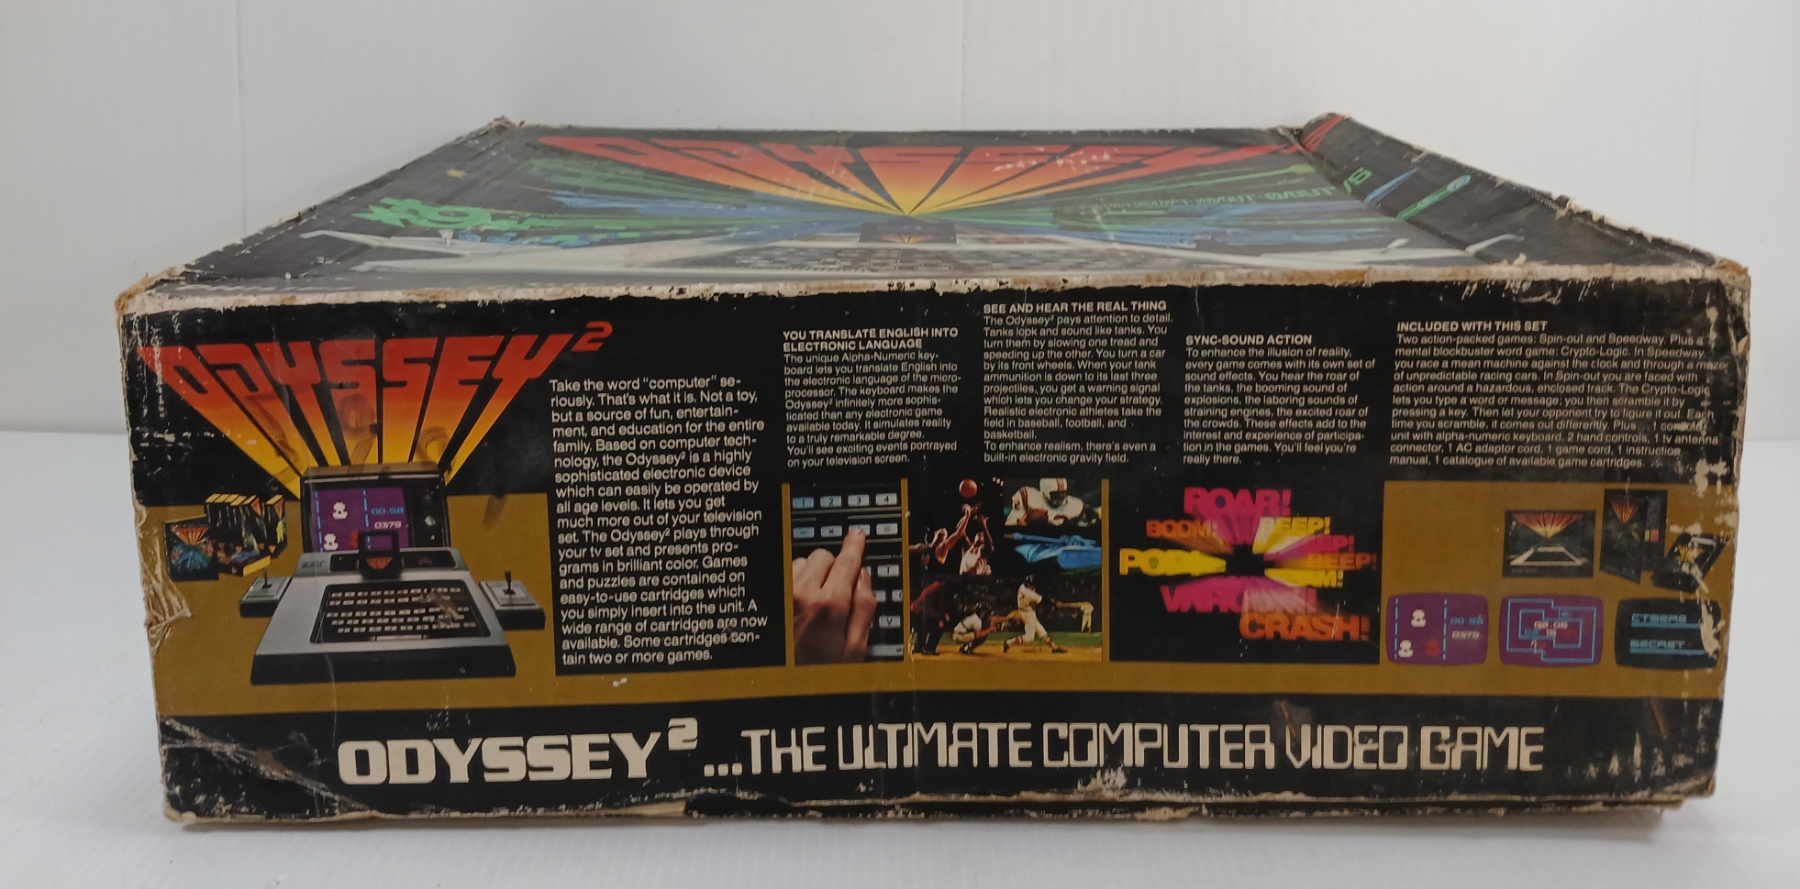 ODYSSEY
ODYSSEY²
Take the word "computer" se-
riously. That's what it is. Not a toy,
but a source of fun, entertain-
ment, and education for the entire
family. Based on computer tech-
nology, the Odyssey² is a highly
sophisticated electronic device
which can easily be operated by
all age levels. It lets you get
much more out of your television
set. The Odyssey² plays through
your tv set and presents pro-
grams in brilliant color. Games
and puzzles are contained on
easy-to-use cartridges which
you simply insert into the unit. A
wide range of cartridges are now
available. Some cartridges con-
tain two or more games.
YOU TRANSLATE ENGLISH INTO
ELECTRONIC LANGUAGE
The unique Alpha-Numeric key-
board lets you translate English into
the electronic language of the micro-
processor. The keyboard makes the
Odyssey² infinitely more sophis-
ticated than any electronic game
available today. It simulates reality
to a truly remarkable degree.
You'll see exciting events portrayed
on your television screen.
SEE AND HEAR THE REAL THING
The Odyssey² pays attention to detail.
Tanks look and sound like tanks. You
turn them by slowing one tread and
speeding up the other. You turn a car
by its front wheels. When your tank
ammunition is down to its last three
projectiles, you get a warning signal
which lets you change your strategy.
Realistic electronic athletes take the
field in baseball, football, and
basketball.
To enhance realism, there's even a
built-in electronic gravity field.
SYNC-SOUND ACTION
To enhance the illusion of reality,
every game comes with its own set of
sound effects. You hear the roar of
the tanks, the booming sound of
explosions, the laboring sounds of
straining engines, the excited roar of
the crowds. These effects add to the
interest and experience of participa-
tion in the games. You'll feel you're
really there.
INCLUDED WITH THIS SET
Two action-packed games: Spin-out and Speedway. Plus a
mental blockbuster word game: Crypto-Logic. In Speedway,
you race a mean machine against the clock and through a maze
of unpredictable racing cars. In Spin-out you are faced with
action around a hazardous, enclosed track. The Crypto-Logic
lets you type a word or message; you then scramble it by
pressing a key. Then let your opponent try to figure it out. Each
time you scramble, it comes out differently. Plus... 1
unit with alpha-numeric keyboard, 2 hand controls, 1 tv antenna
connector, 1 AC adaptor cord, 1 game cord, 1 instruction
manual, 1 catalogue of available game cartridges.
00:58
0379
1 2 3 4
ROAR!
BOOM! BEEP!
BEEP!
CRASH!
00:58
0379
02:06
SECRET
ODYSSEY² ...THE ULTIMATE COMPUTER VIDEO GAME